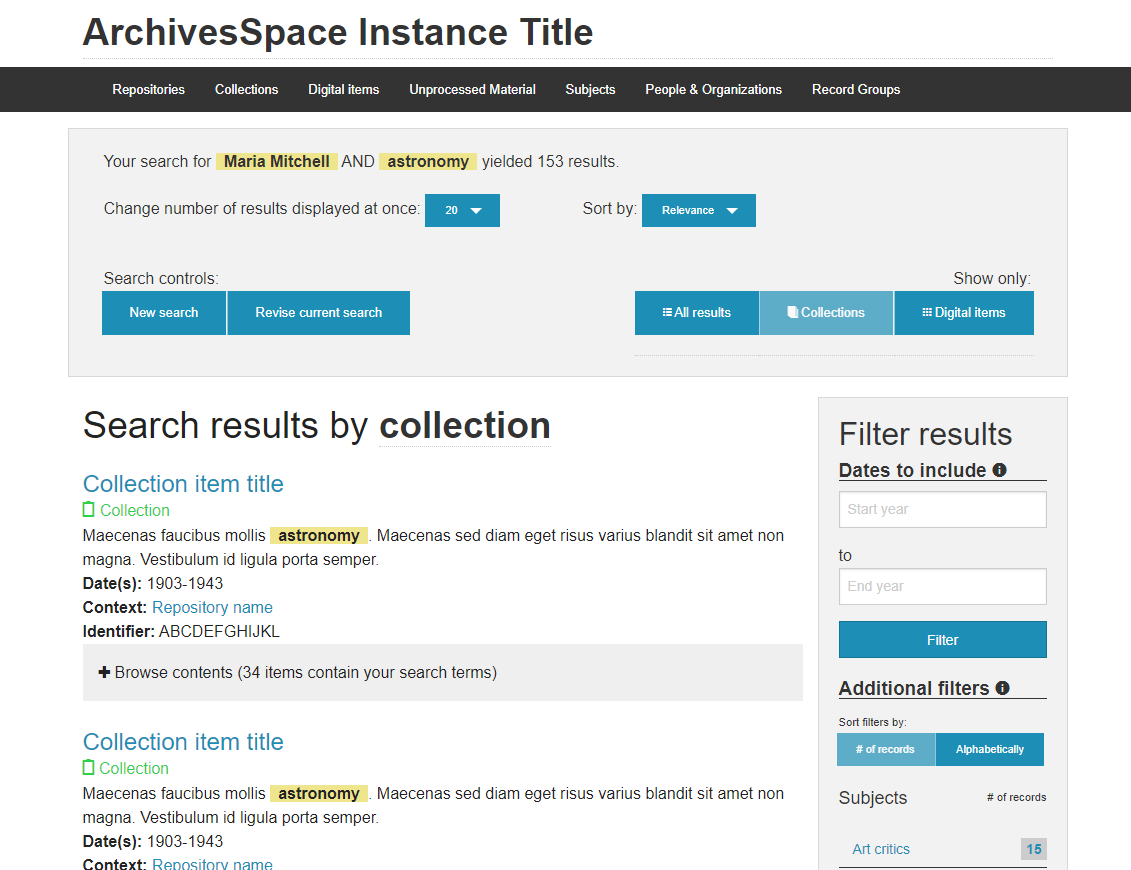 ArchivesSpace Instance Title
Repositories Collections Digital items Unprocessed Material Subjects People & Organizations Record Groups
Your search for Maria Mitchell AND astronomy yielded 153 results.
Change number of results displayed at once: 20 Sort by: Relevance
Search controls: Show only:
New search Revise current search All results Collections Digital items
Search results by collection
Collection item title
Collection
Maecenas faucibus mollis astronomy. Maecenas sed diam eget risus varius blandit sit amet non
magna. Vestibulum id ligula porta semper.
Date(s): 1903-1943
Context: Repository name
Identifier: ABCDEFGHIJKL
Browse contents (34 items contain your search terms)
Collection item title
Collection
Maecenas faucibus mollis astronomy. Maecenas sed diam eget risus varius blandit sit amet non
magna. Vestibulum id ligula porta semper.
Date(s): 1903-1943
Context: Repository name
Filter results
Dates to include
Start year
to
End year
Filter
Additional filters
Sort filters by:
# of records Alphabetically
Subjects # of records
Art critics 15